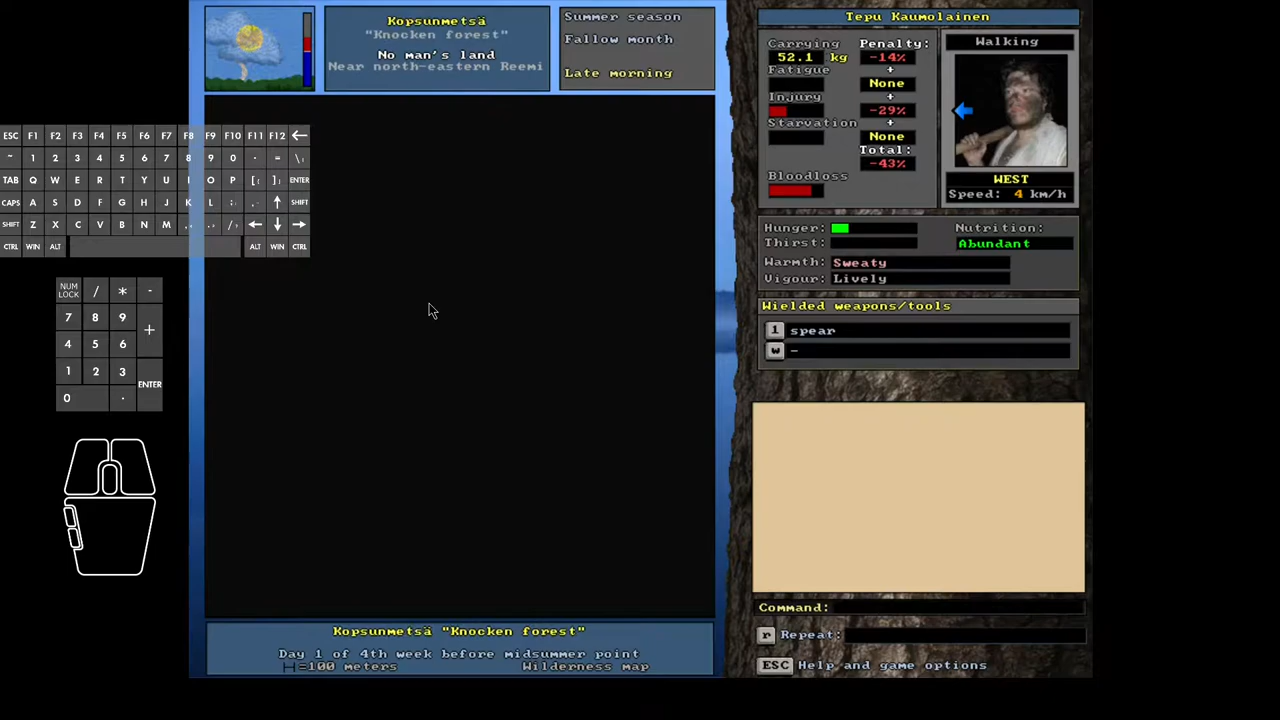 Kopsunmetsä
"Knocken forest"
No man's land
Near north-eastern Reemi
Summer season
Fallow month
Late morning
Tepu Kaumolainen
Carrying
52.1 kg
Fatigue
Injury
Starvation
Bloodloss
Penalty:
-14%
+
None
+
-29%
+
None
Total:
-43%
Walking
WEST
Speed: 4 km/h
Hunger:
Thirst:
Nutrition:
Abundant
Warmth: Sweaty
Vigour: Lively
Wielded weapons/tools
1 spear
w -
ESC F1 F2 F3 F4 F5 F6 F7 F8 F9 F10 F11 F12 ←
~ 1 2 3 4 5 6 7 8 9 0 - = \
TAB Q W E R T Y U I O P [{ ]} ENTER
CAPS A S D F G H J K L ; ↑ SHIFT
SHIFT Z X C V B N M / ← ↓ →
CTRL WIN ALT ALT WIN CTRL
NUM LOCK / * -
7 8 9 +
4 5 6
1 2 3 ENTER
0 .
Command:
r Repeat:
ESC Help and game options
Kopsunmetsä "Knocken forest"
Day 1 of 4th week before midsummer point
=100 meters Wilderness map